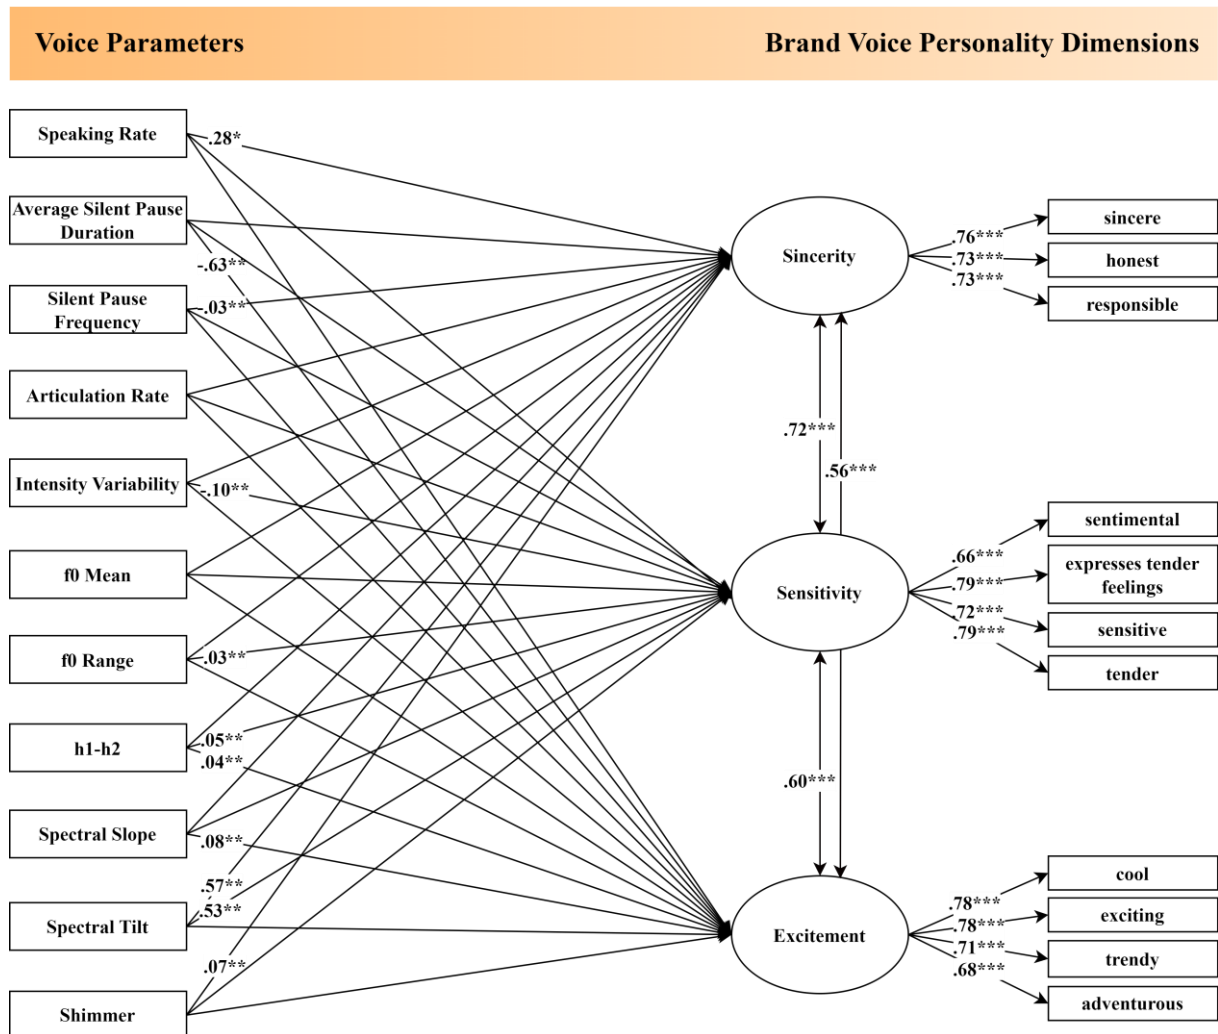 Voice Parameters
Brand Voice Personality Dimensions
Speaking Rate
.28*
Average Silent Pause
Duration
-.63**
Silent Pause
Frequency
-.03**
Articulation Rate
Intensity Variability
-.10**
f0 Mean
f0 Range
.03**
h1-h2
.05**
.04**
Spectral Slope
.08**
Spectral Tilt
.57**
.53**
Shimmer
.07**
Sincerity
.76***
.73***
.73***
sincere
honest
responsible
.72***
.56***
Sensitivity
.66***
.79***
.72***
.79***
sentimental
expresses tender
feelings
sensitive
tender
.60***
Excitement
.78***
.78***
.71***
.68***
cool
exciting
trendy
adventurous